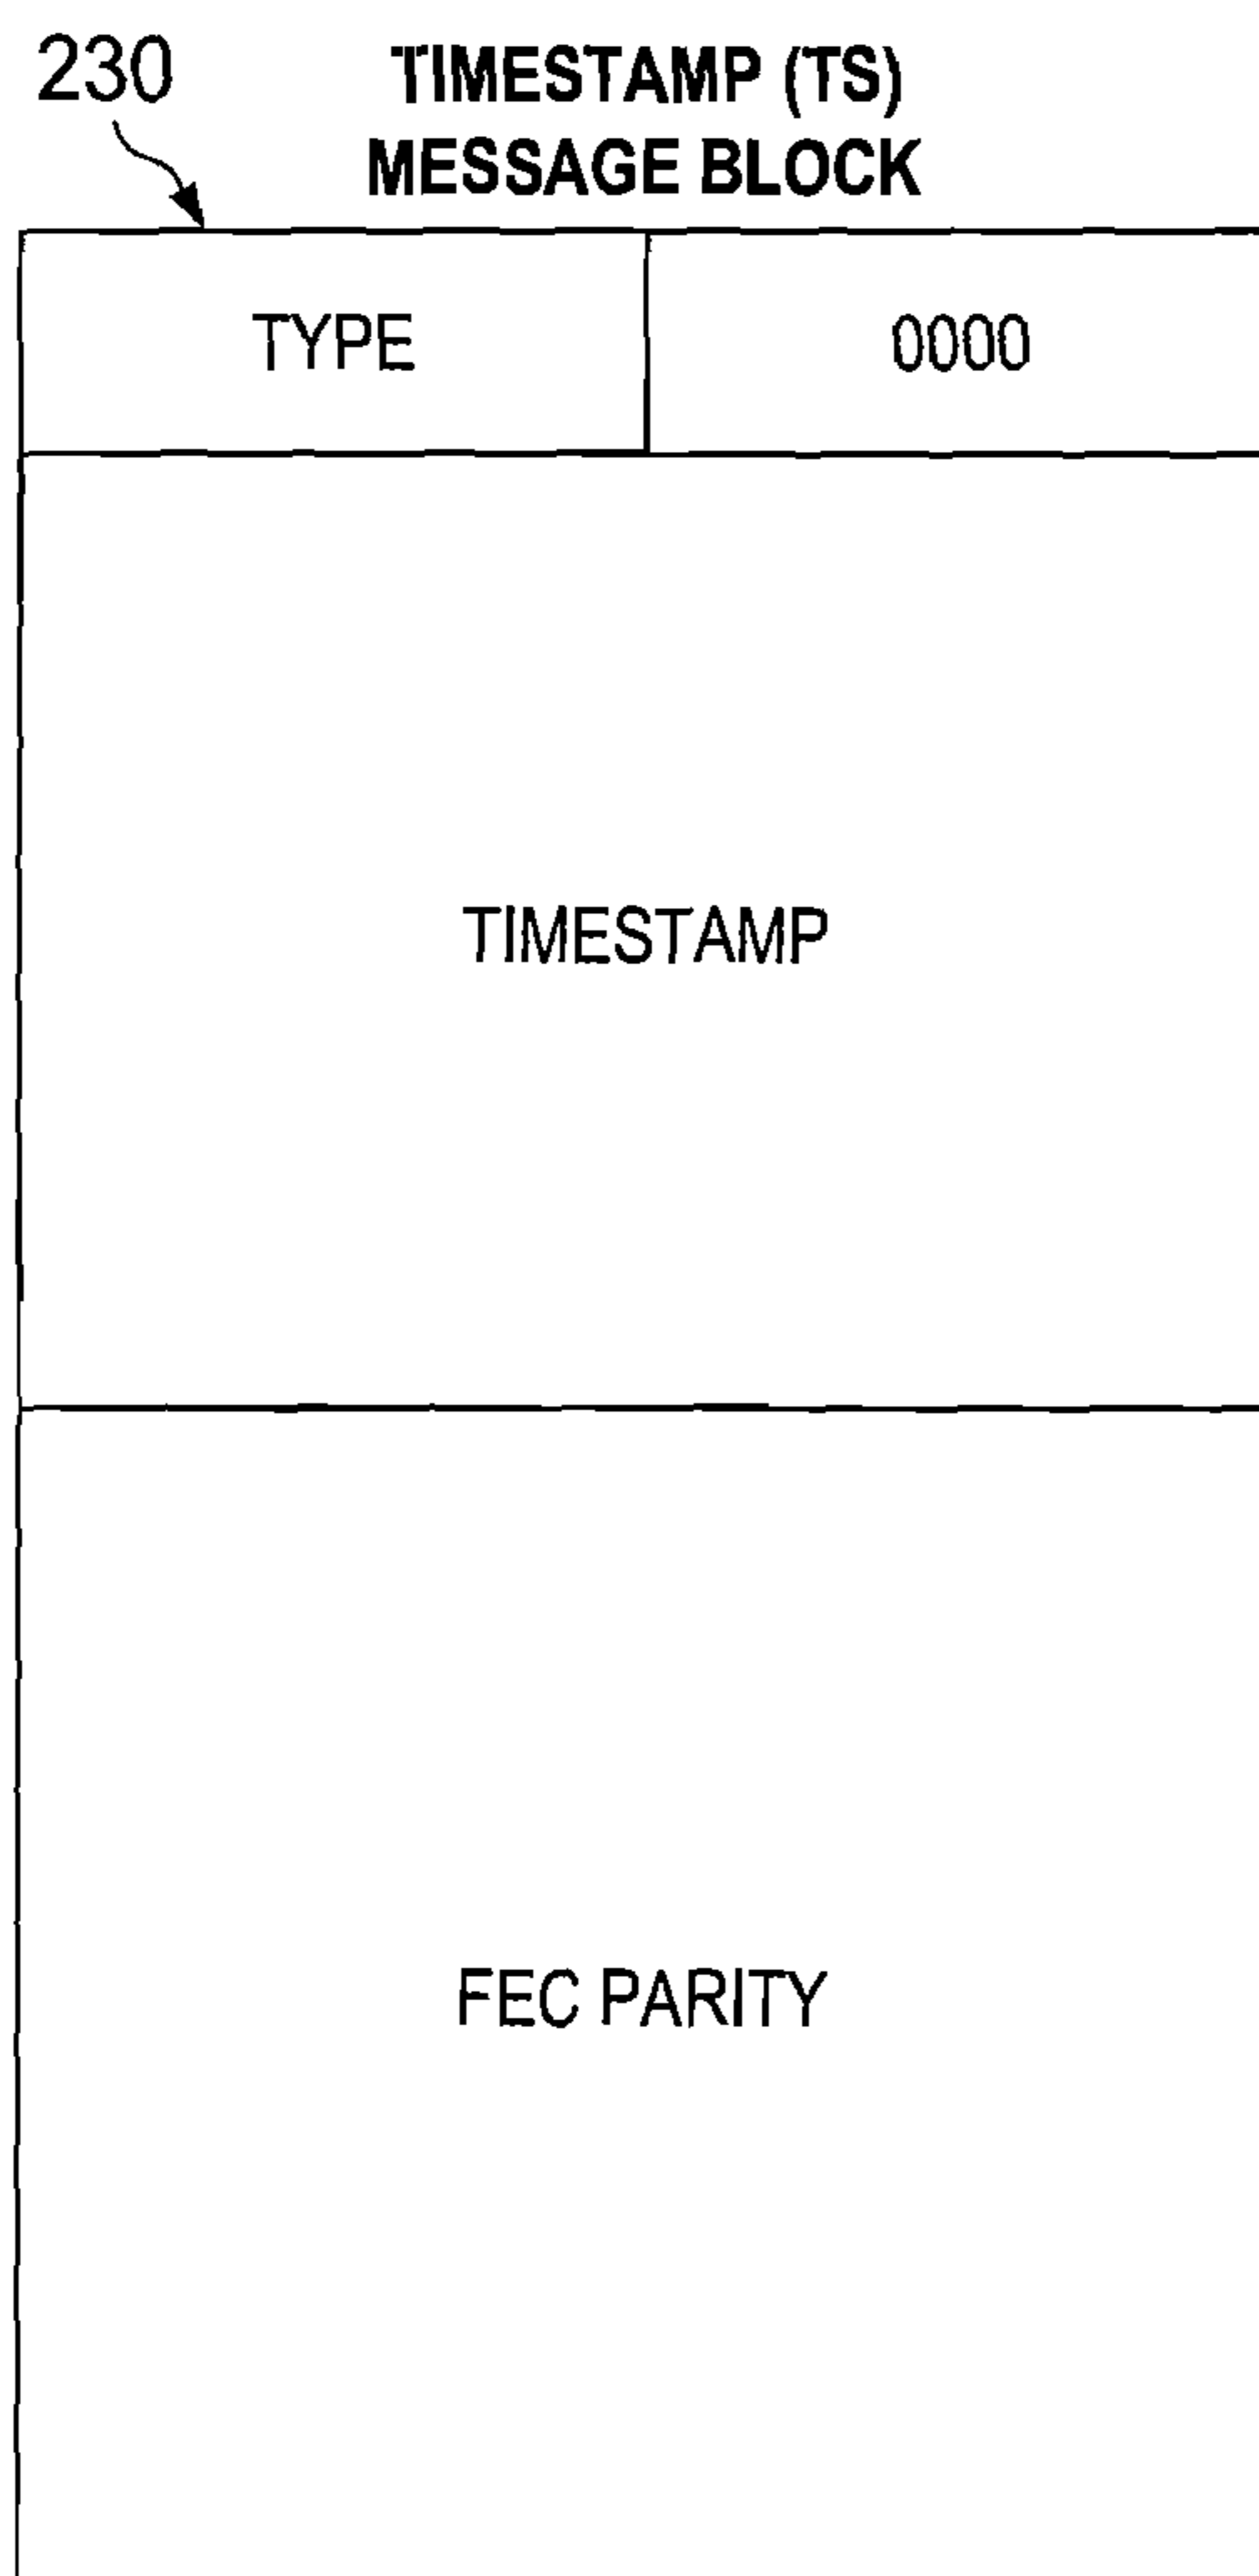 230
TIMESTAMP (TS)
MESSAGE BLOCK
TYPE 0000
TIMESTAMP
FEC PARITY